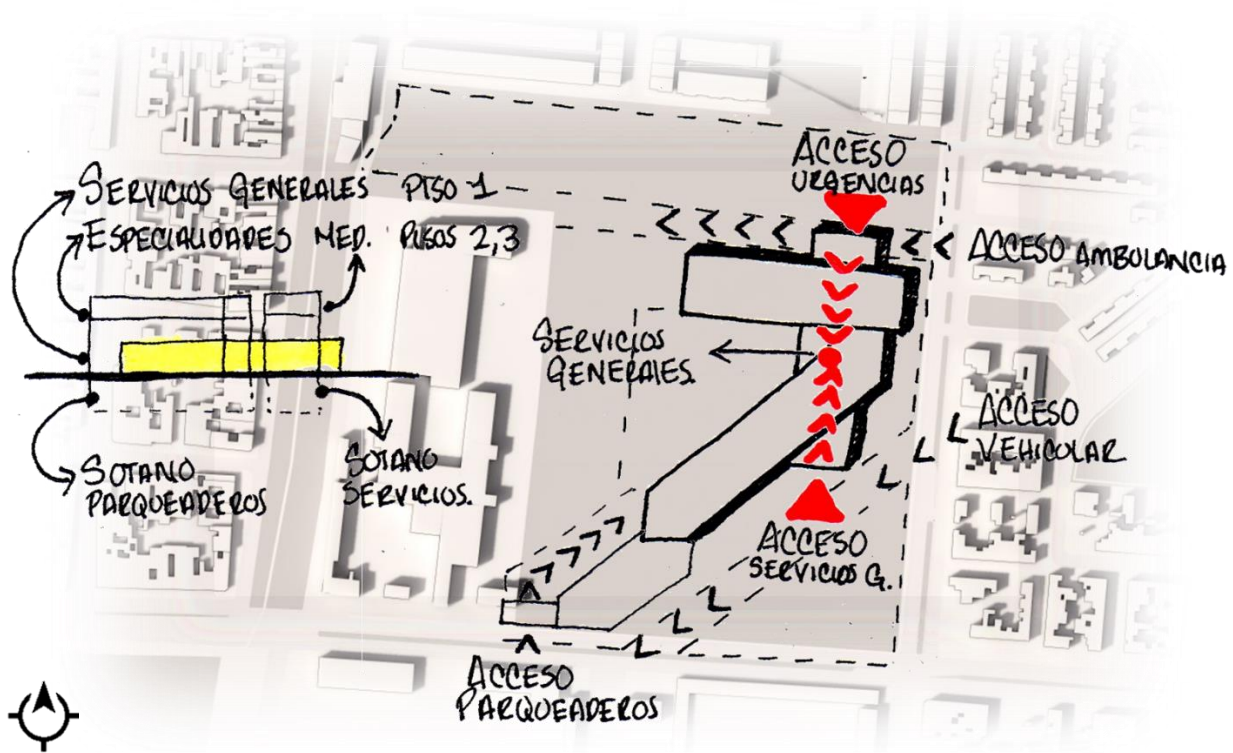 SERVICIOS GENERALES PISO 1
ESPECIALIDADES MED. PISOS 2,3
SOTANO
PARQUEADEROS
SOTANO
SERVICIOS.
ACCESO
URGENCIAS
ACCESO AMBULANCIA
SERVICIOS
GENERALES.
ACCESO
VEHICULAR
ACCESO
SERVICIOS G.
ACCESO
PARQUEADEROS